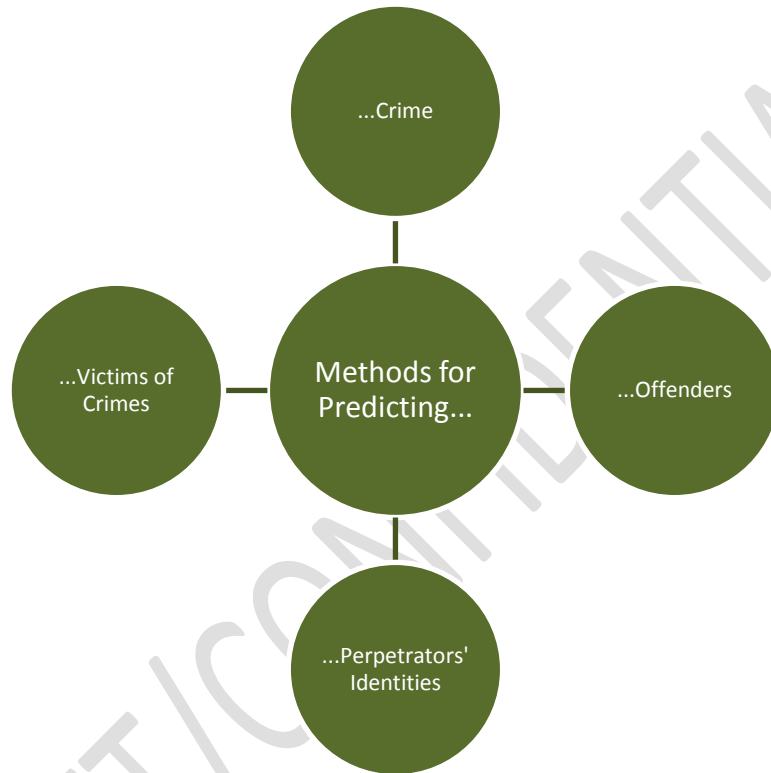 ...Crime
...Victims of
Crimes
Methods for
Predicting...
...Offenders
...Perpetrators'
Identities